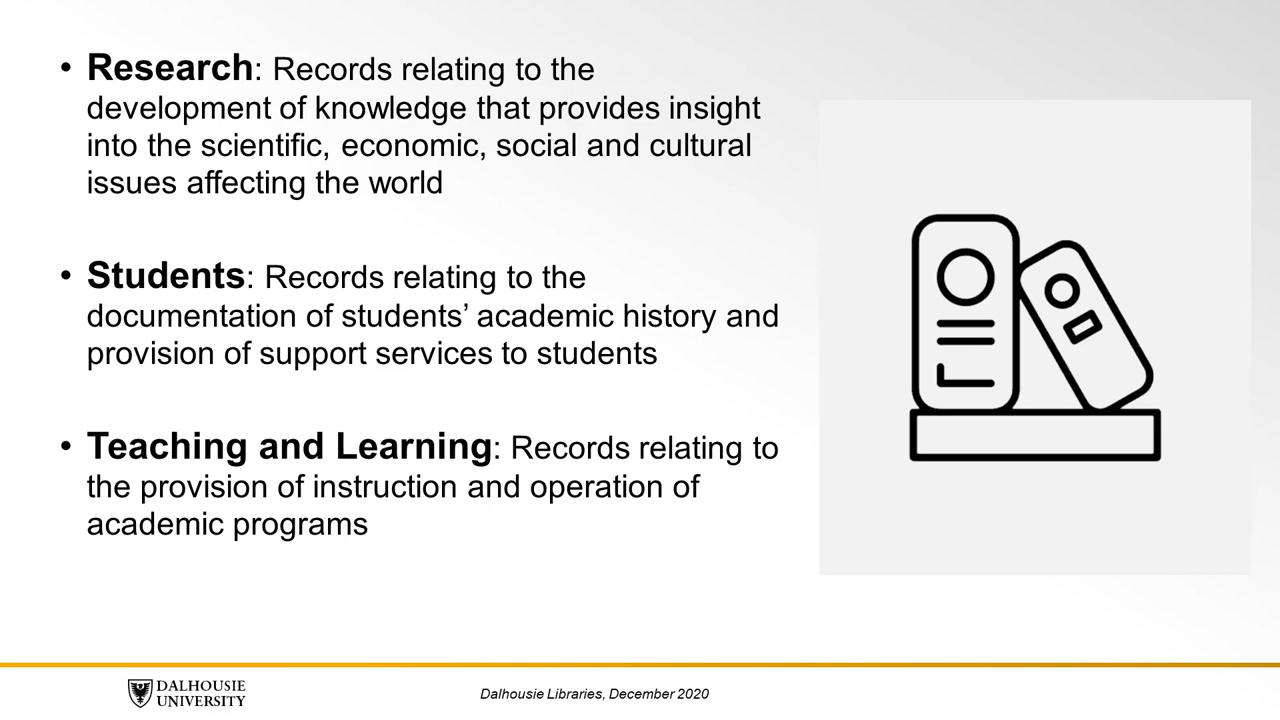 • Research: Records relating to the
development of knowledge that provides insight
into the scientific, economic, social and cultural
issues affecting the world
• Students: Records relating to the
documentation of students’ academic history and
provision of support services to students
• Teaching and Learning: Records relating to
the provision of instruction and operation of
academic programs
DALHOUSIE
UNIVERSITY
Dalhousie Libraries, December 2020